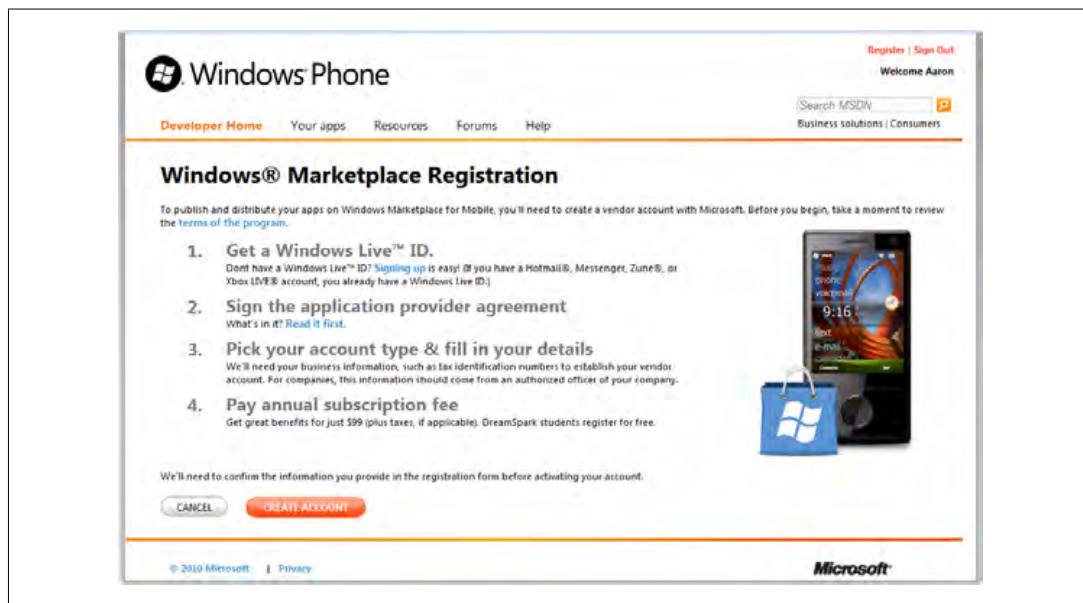 Register | Sign Out
Windows® Phone
Welcome Aaron
Search MSDN
Developer Home Your apps Resources Forums Help
Business solutions | Consumers
Windows® Marketplace Registration
To publish and distribute your apps on Windows Marketplace for Mobile, you'll need to create a vendor account with Microsoft. Before you begin, take a moment to review
the terms of the program.
1. Get a Windows Live™ ID.
Dont have a Windows Live™ ID? Signing up is easy! (If you have a Hotmail®, Messenger, Zune®, or
Xbox LIVE® account, you already have a Windows Live ID.)
2. Sign the application provider agreement
What's in it? Read it first.
3. Pick your account type & fill in your details
We'll need your business information, such as tax identification numbers to establish your vendor
account. For companies, this information should come from an authorized officer of your company.
4. Pay annual subscription fee
Get great benefits for just $99 (plus taxes, if applicable). DreamSpark students register for free.
phone
voicemail
9:16
text
e-mail
We'll need to confirm the information you provide in the registration form before activating your account.
CANCEL CREATE ACCOUNT
© 2010 Microsoft | Privacy
Microsoft®